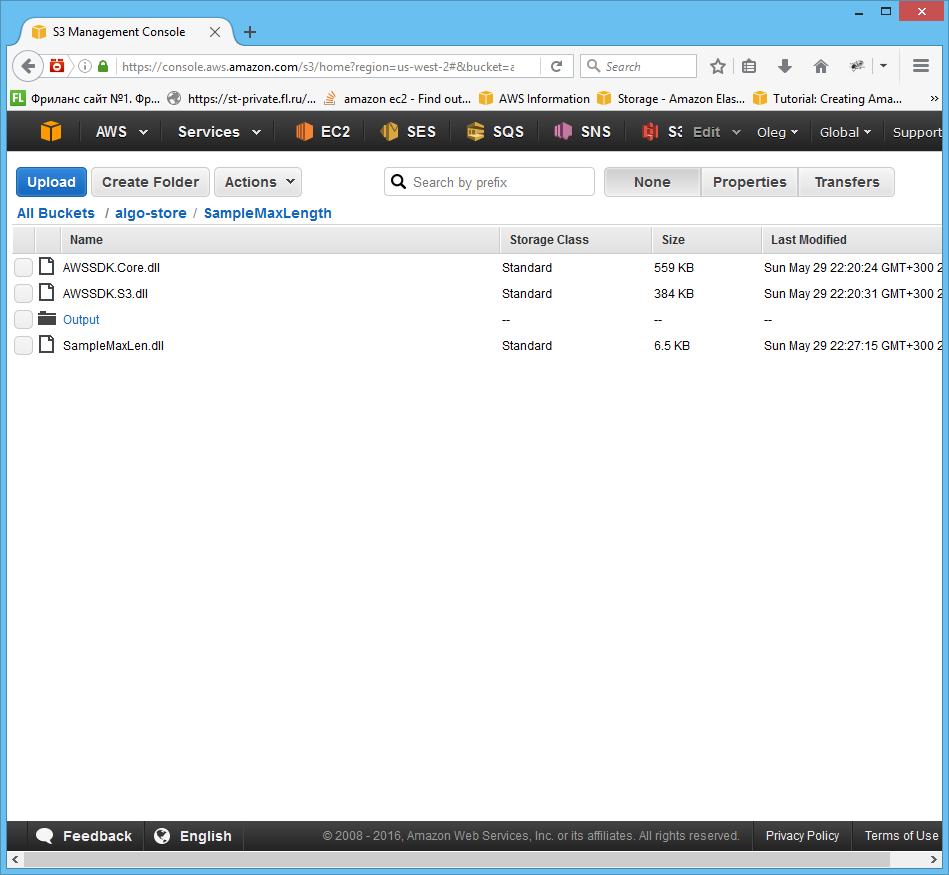 S3 Management Console
https://console.aws.amazon.com/s3/home?region=us-west-2#&bucket=a
Search
FL Фриланс сайт №1. Фр... https://st-private.fl.ru/... amazon ec2 - Find out... AWS Information Storage - Amazon Elas... Tutorial: Creating Ama... »
AWS Services EC2 SES SQS SNS S3 Edit Oleg Global Support
Upload Create Folder Actions Search by prefix None Properties Transfers
All Buckets / algo-store / SampleMaxLength
Name Storage Class Size Last Modified
AWSSDK.Core.dll Standard 559 KB Sun May 29 22:20:24 GMT+300 2
AWSSDK.S3.dll Standard 384 KB Sun May 29 22:20:31 GMT+300 2
Output -- -- --
SampleMaxLen.dll Standard 6.5 KB Sun May 29 22:27:15 GMT+300 2
Feedback English © 2008 - 2016, Amazon Web Services, Inc. or its affiliates. All rights reserved. Privacy Policy Terms of Use